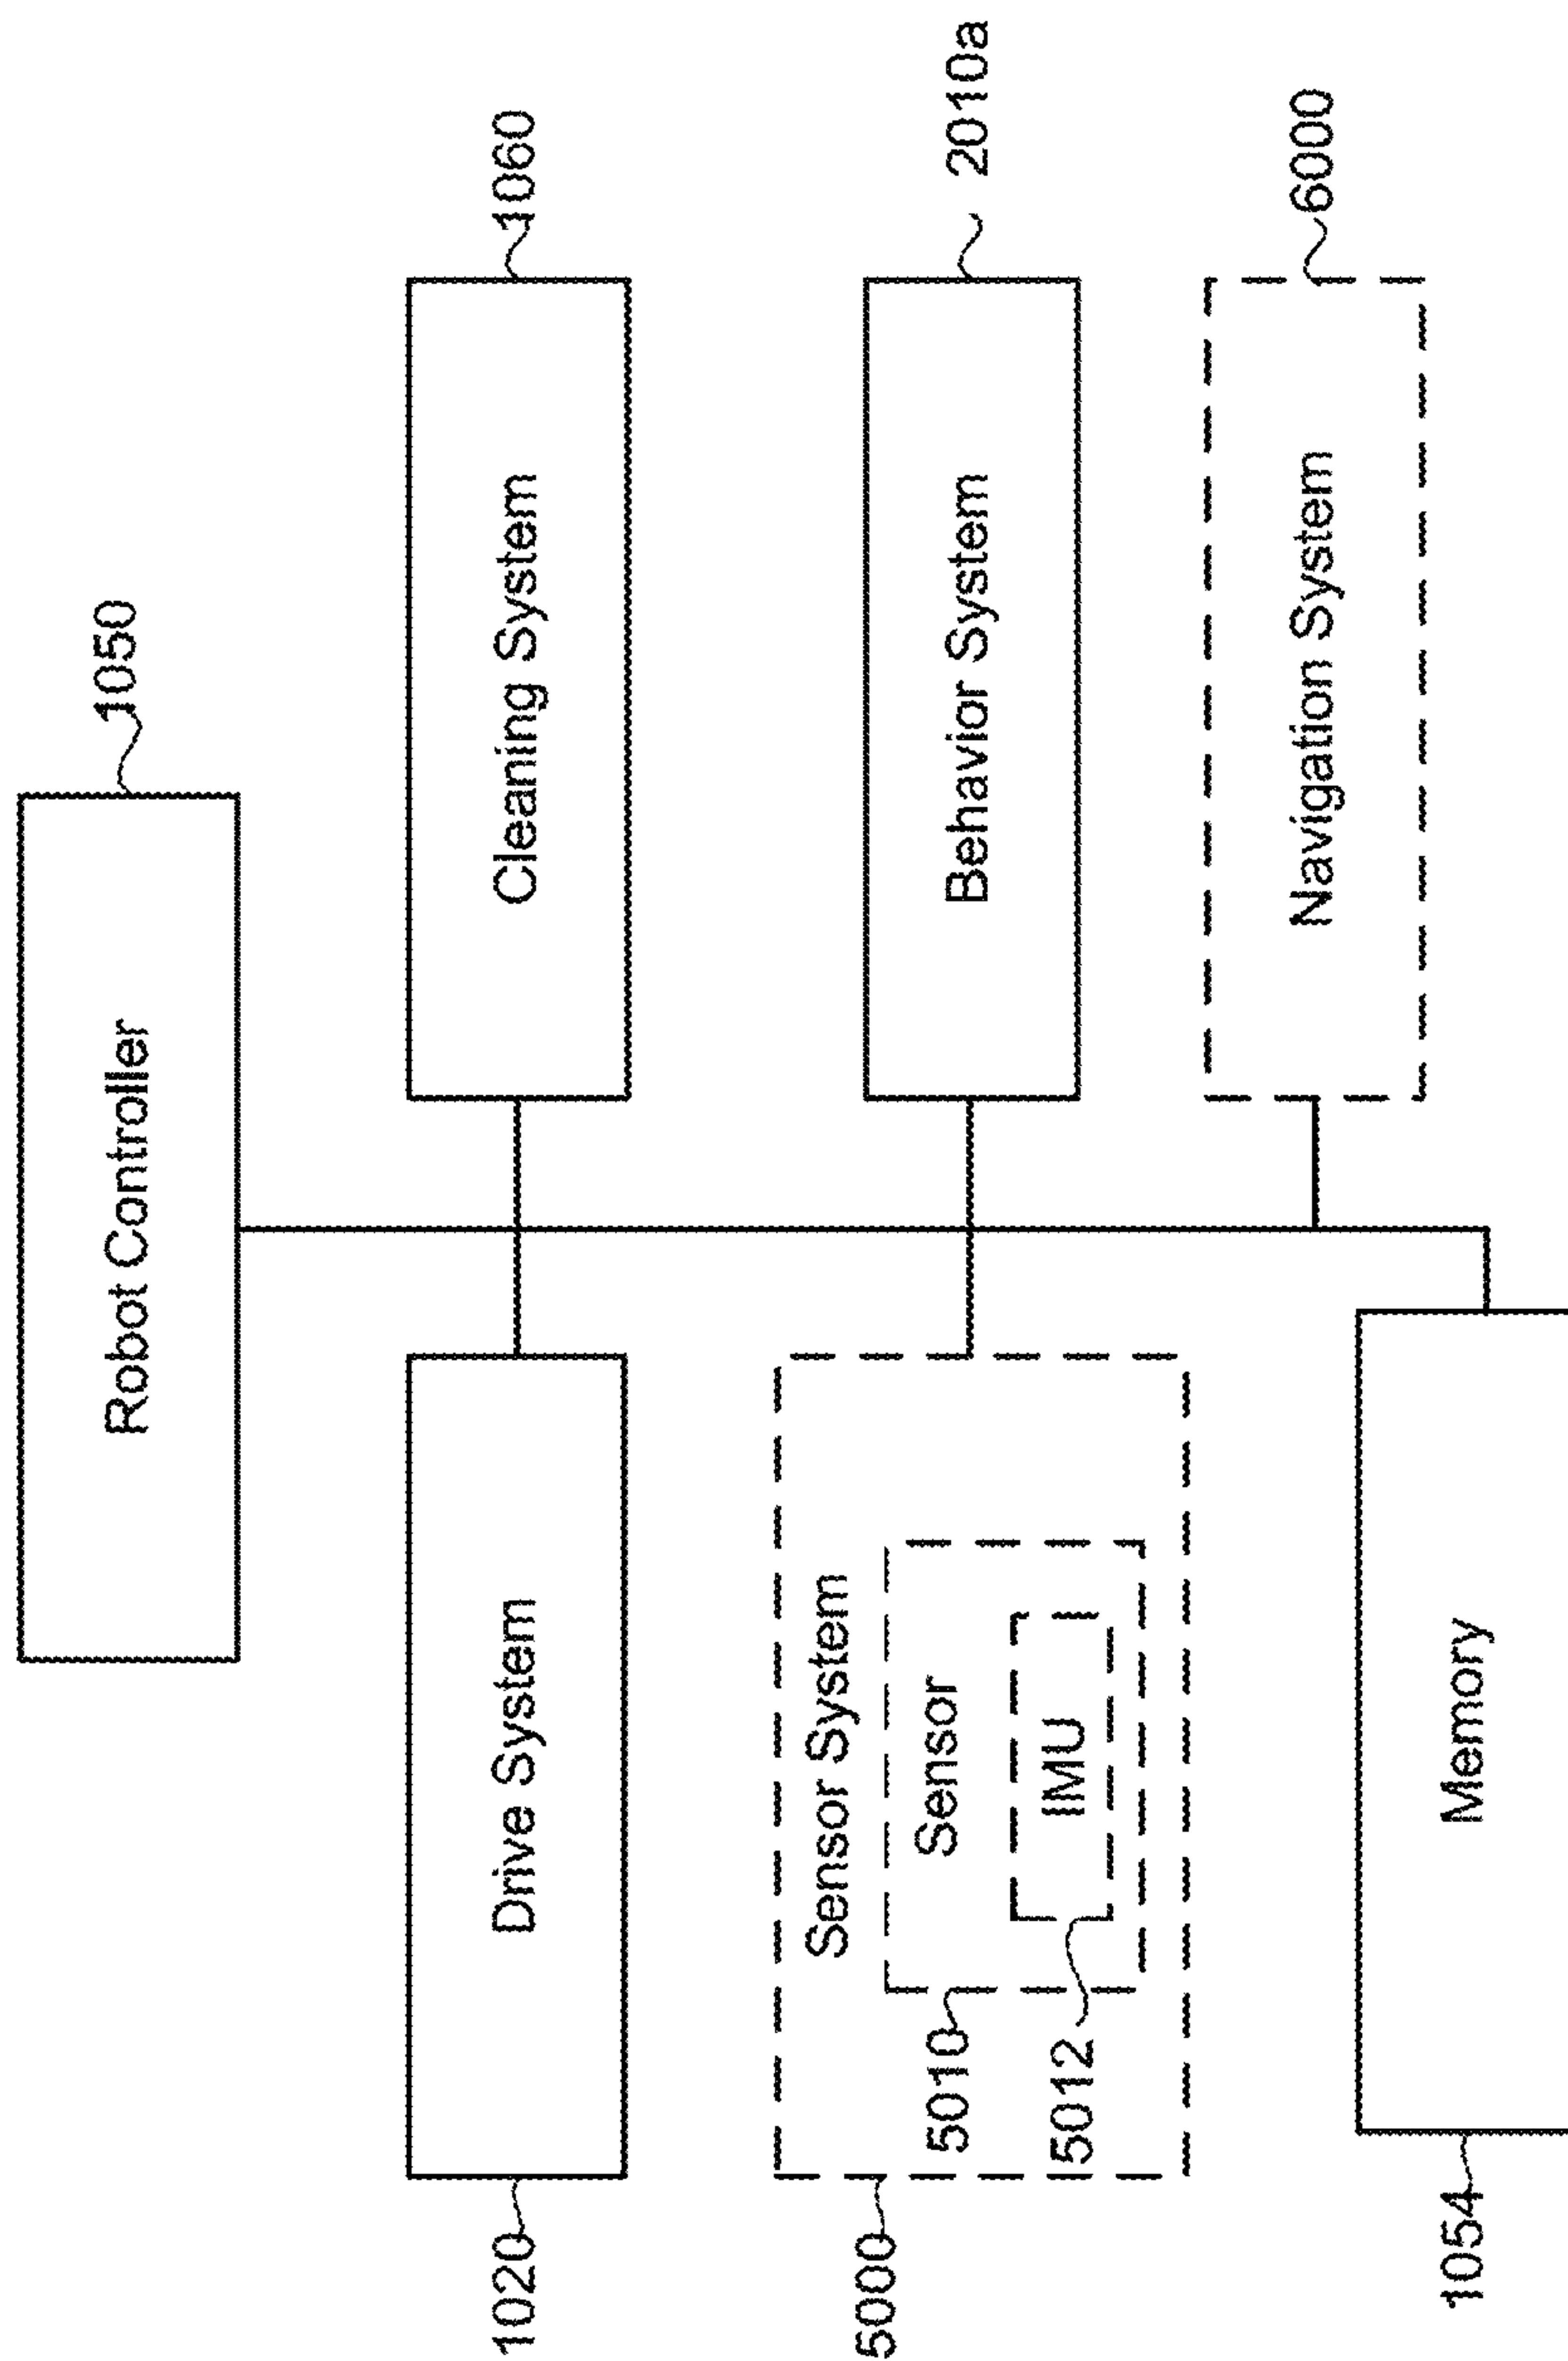 Robot Controller
1050
Drive System
1020
Cleaning System
1060
Sensor System
5000
Sensor
5010
IMU
5012
Behavior System
2010a
Navigation System
6000
Memory
1054